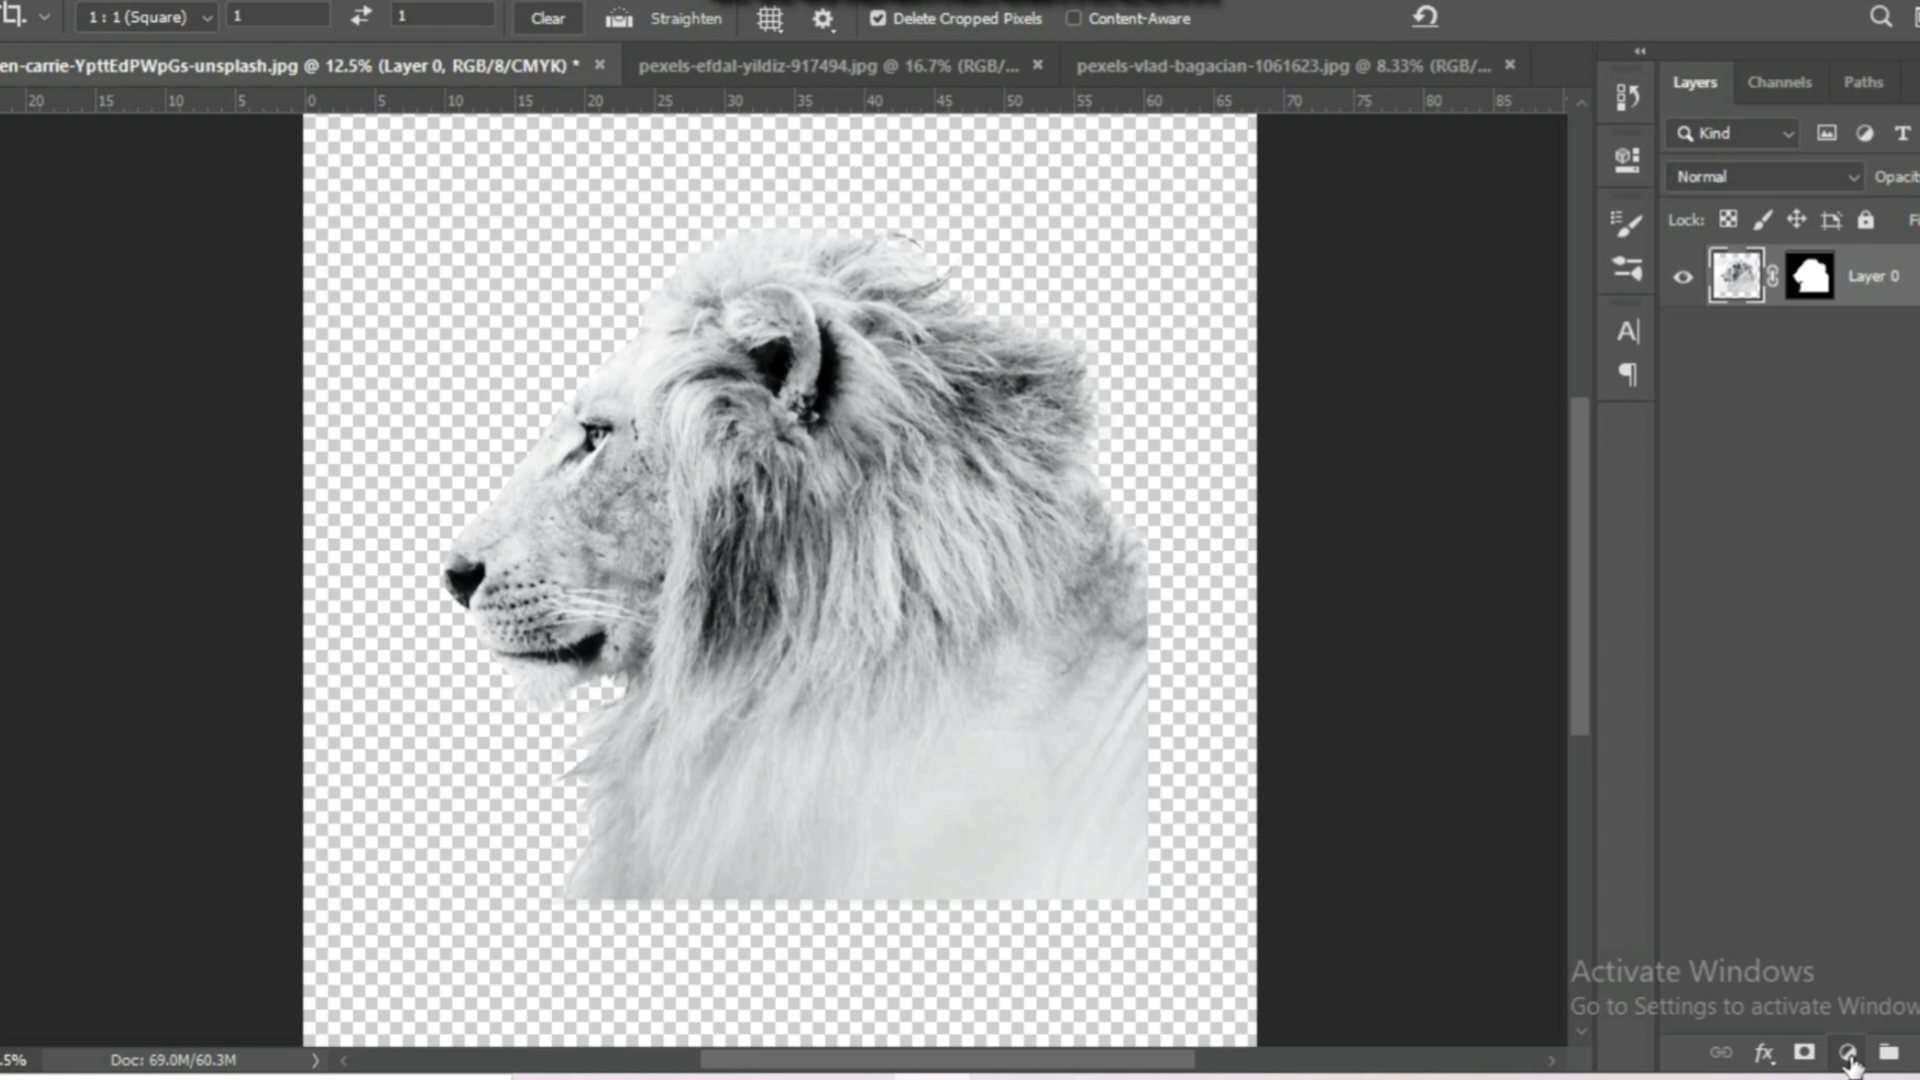 1 : 1 (Square) 1 1 Clear Straighten Delete Cropped Pixels Content-Aware
en-carrie-YpttEdPWpGs-unsplash.jpg @ 12.5% (Layer 0, RGB/8/CMYK) * × pexels-efdal-yildiz-917494.jpg @ 16.7% (RGB/... × pexels-vlad-bagacian-1061623.jpg @ 8.33% (RGB/... ×
20 15 10 5 0 5 10 15 20 25 30 35 40 45 50 55 60 65 70 75 80 85
Layers Channels Paths
Kind
Normal Opacit
Lock: Fi
Layer 0
Activate Windows
Go to Settings to activate Window
.5% Doc: 69.0M/60.3M
fx